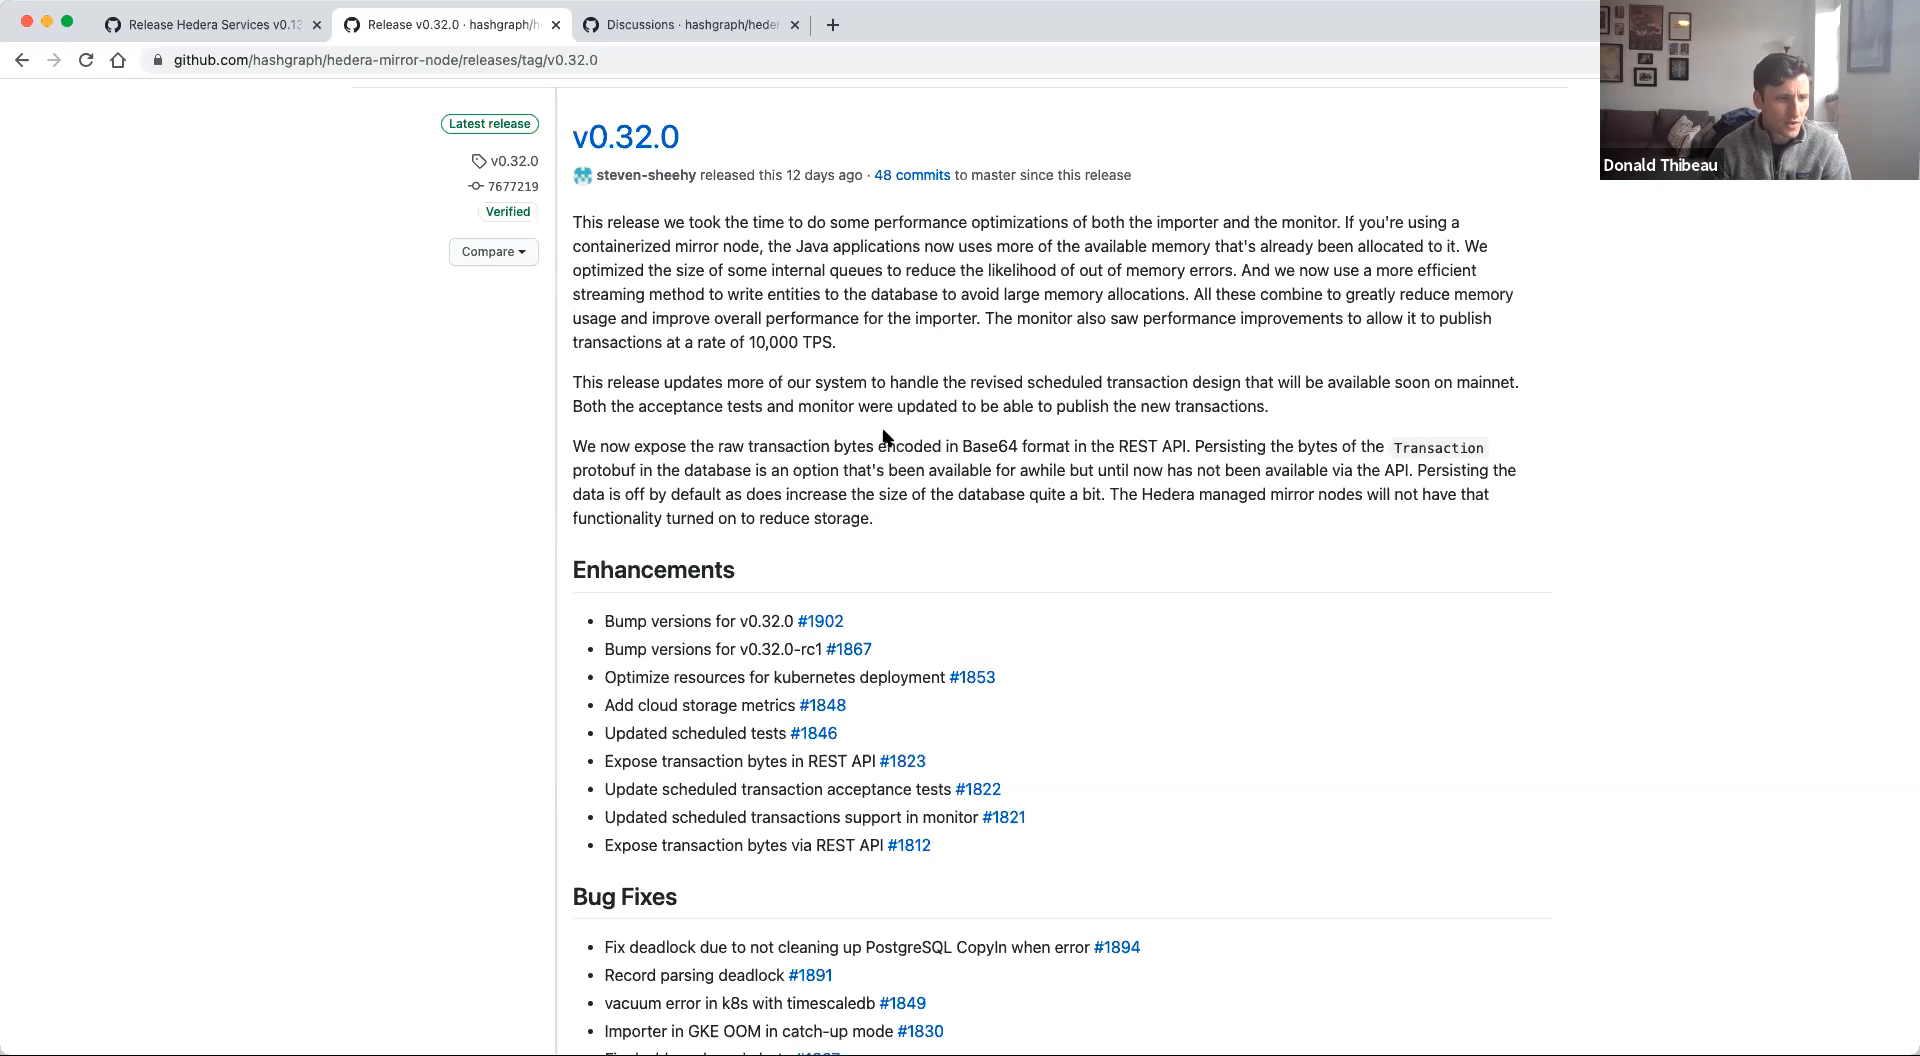 Release Hedera Services v0.13
Release v0.32.0 · hashgraph/h
Discussions · hashgraph/heder
github.com/hashgraph/hedera-mirror-node/releases/tag/v0.32.0
Donald Thibeau
Latest release
v0.32.0
7677219
Verified
Compare
v0.32.0
steven-sheehy released this 12 days ago · 48 commits to master since this release
This release we took the time to do some performance optimizations of both the importer and the monitor. If you're using a
containerized mirror node, the Java applications now uses more of the available memory that's already been allocated to it. We
optimized the size of some internal queues to reduce the likelihood of out of memory errors. And we now use a more efficient
streaming method to write entities to the database to avoid large memory allocations. All these combine to greatly reduce memory
usage and improve overall performance for the importer. The monitor also saw performance improvements to allow it to publish
transactions at a rate of 10,000 TPS.
This release updates more of our system to handle the revised scheduled transaction design that will be available soon on mainnet.
Both the acceptance tests and monitor were updated to be able to publish the new transactions.
We now expose the raw transaction bytes encoded in Base64 format in the REST API. Persisting the bytes of the Transaction
protobuf in the database is an option that's been available for awhile but until now has not been available via the API. Persisting the
data is off by default as does increase the size of the database quite a bit. The Hedera managed mirror nodes will not have that
functionality turned on to reduce storage.
Enhancements
• Bump versions for v0.32.0 #1902
• Bump versions for v0.32.0-rc1 #1867
• Optimize resources for kubernetes deployment #1853
• Add cloud storage metrics #1848
• Updated scheduled tests #1846
• Expose transaction bytes in REST API #1823
• Update scheduled transaction acceptance tests #1822
• Updated scheduled transactions support in monitor #1821
• Expose transaction bytes via REST API #1812
Bug Fixes
• Fix deadlock due to not cleaning up PostgreSQL CopyIn when error #1894
• Record parsing deadlock #1891
• vacuum error in k8s with timescaledb #1849
• Importer in GKE OOM in catch-up mode #1830